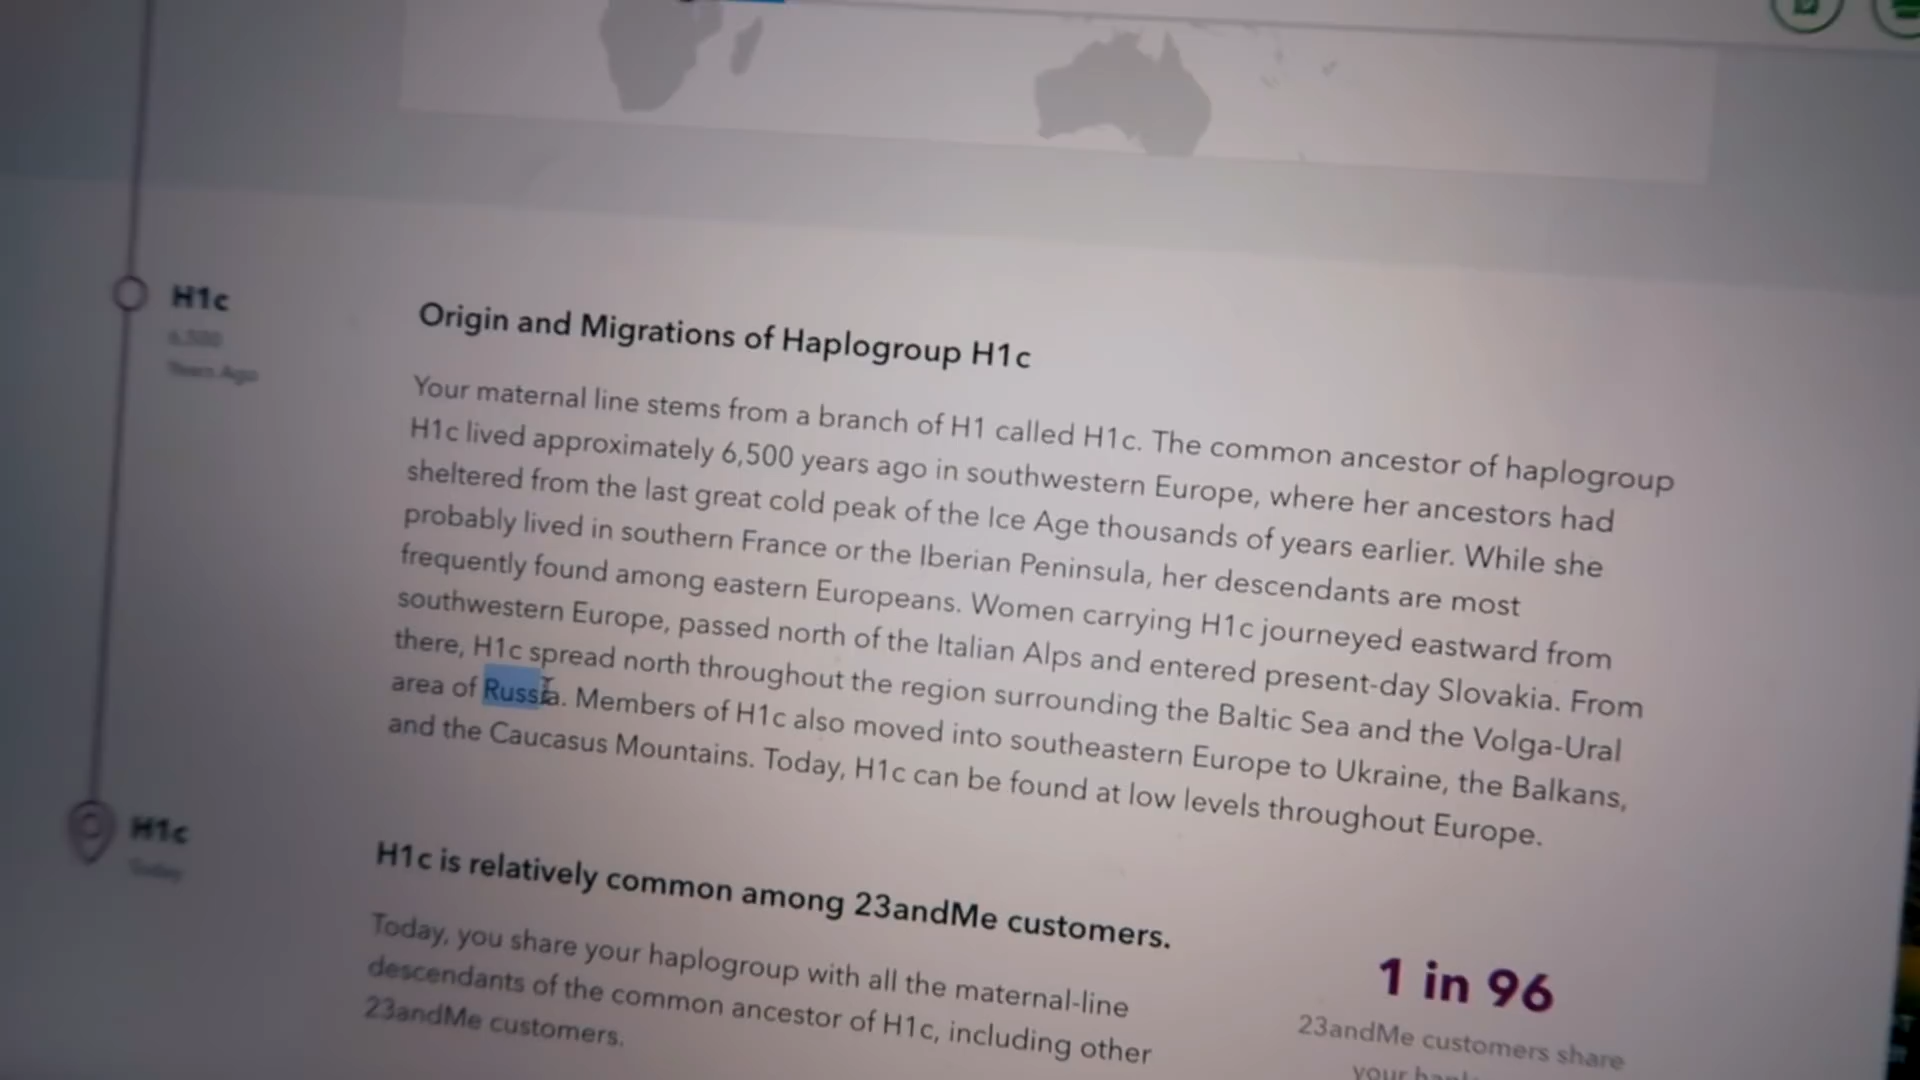 H1c
6,500
Years Ago
Origin and Migrations of Haplogroup H1c
Your maternal line stems from a branch of H1 called H1c. The common ancestor of haplogroup
H1c lived approximately 6,500 years ago in southwestern Europe, where her ancestors had
sheltered from the last great cold peak of the Ice Age thousands of years earlier. While she
probably lived in southern France or the Iberian Peninsula, her descendants are most
frequently found among eastern Europeans. Women carrying H1c journeyed eastward from
southwestern Europe, passed north of the Italian Alps and entered present-day Slovakia. From
there, H1c spread north throughout the region surrounding the Baltic Sea and the Volga-Ural
area of Russia. Members of H1c also moved into southeastern Europe to Ukraine, the Balkans,
and the Caucasus Mountains. Today, H1c can be found at low levels throughout Europe.
H1c
Today
H1c is relatively common among 23andMe customers.
Today, you share your haplogroup with all the maternal-line
descendants of the common ancestor of H1c, including other
23andMe customers.
1 in 96
23andMe customers share
your